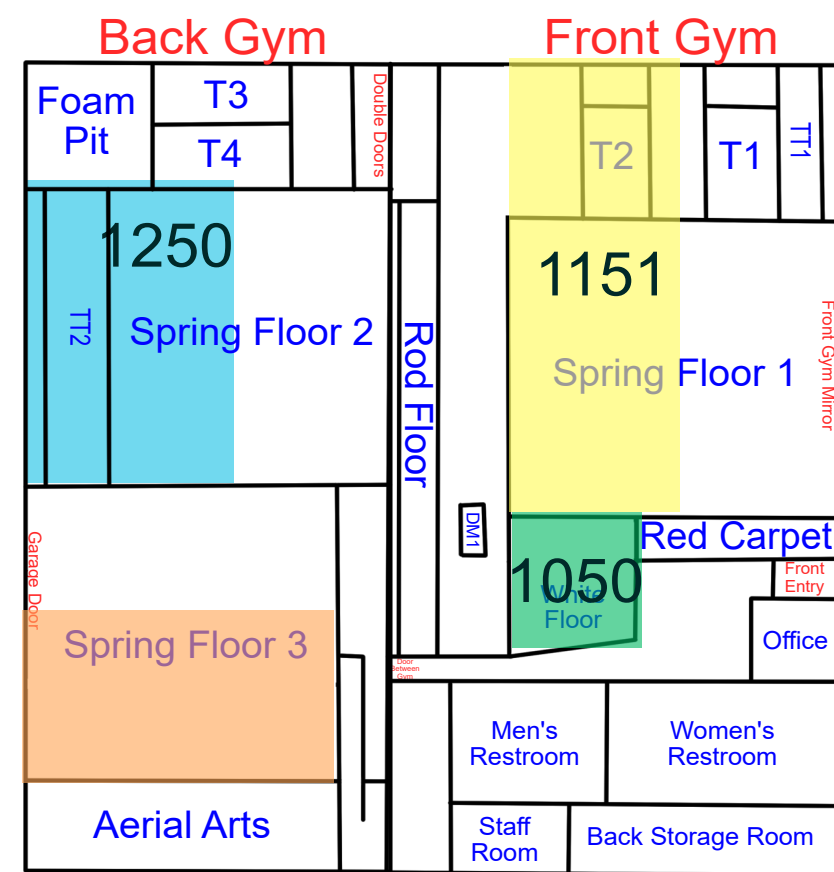 Back Gym
Front Gym
Foam
Pit
T3
T4
Double Doors
T2
T1
TT1
1250
TT2
Spring Floor 2
Rod Floor
1151
Spring Floor 1
Front Gym Mirror
Garage Door
DM1
Red Carpet
1050
White
Floor
Front
Entry
Office
Spring Floor 3
Door
Between
Gym
Men's
Restroom
Women's
Restroom
Aerial Arts
Staff
Room
Back Storage Room